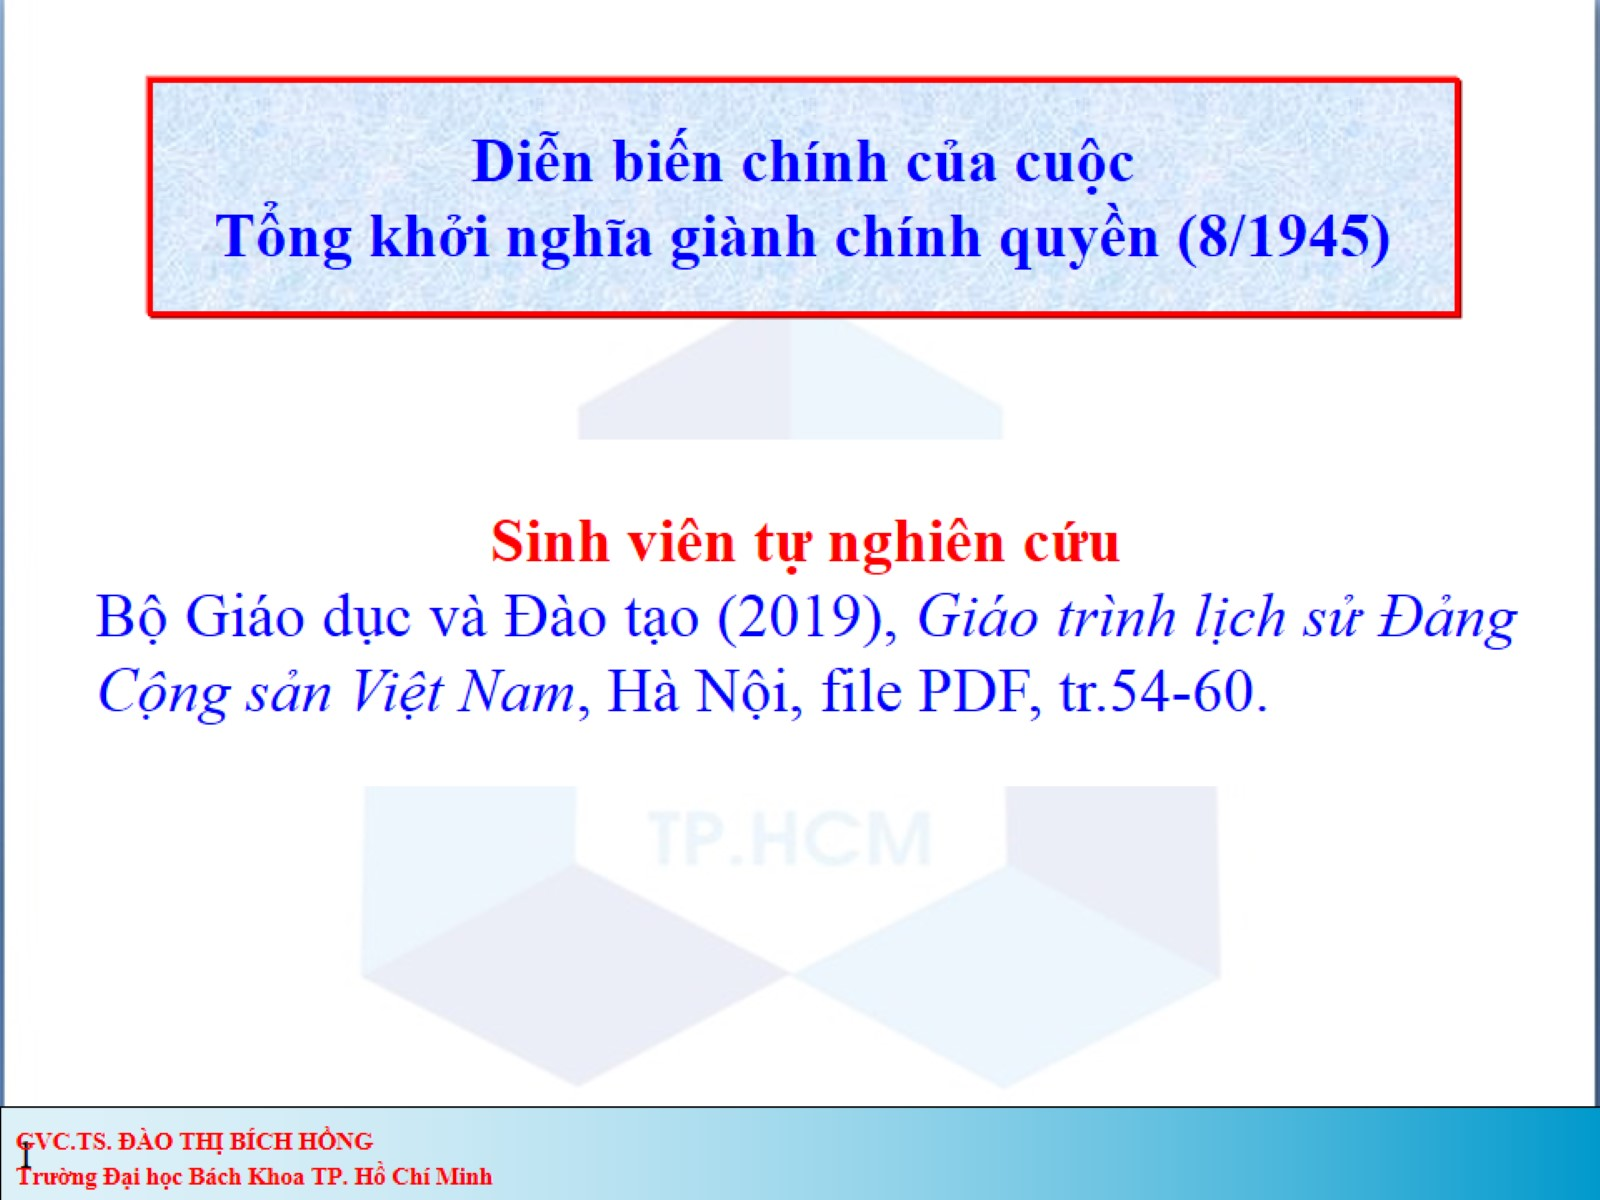 Diễn biến chính của cuộc
Tổng khởi nghĩa giành chính quyền (8/1945)
Sinh viên tự nghiên cứu
Bộ Giáo dục và Đào tạo (2019), Giáo trình lịch sử Đảng
Cộng sản Việt Nam, Hà Nội, file PDF, tr.54-60.
TP.HCM
GVC.TS. ĐÀO THỊ BÍCH HỒNG
1
Trường Đại học Bách Khoa TP. Hồ Chí Minh